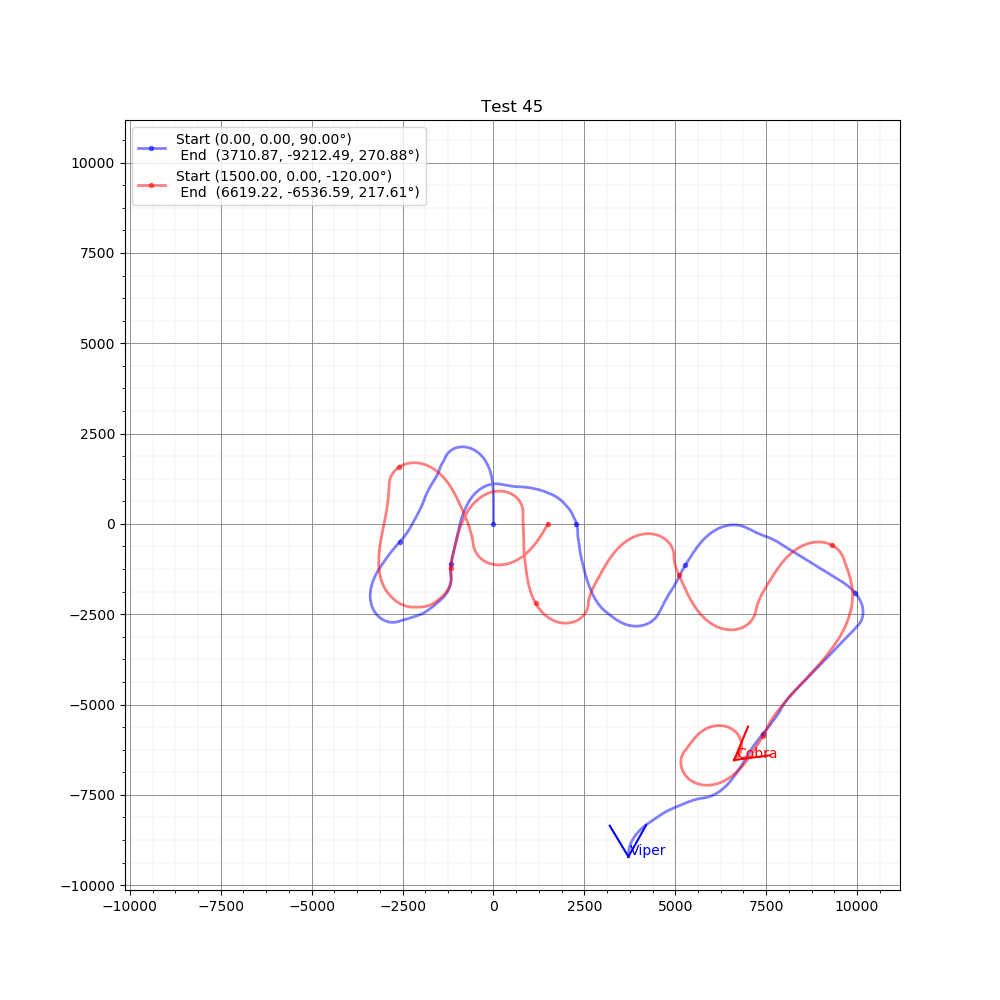 Test 45
Start (0.00, 0.00, 90.00°)
End  (3710.87, -9212.49, 270.88°)
Start (1500.00, 0.00, -120.00°)
End  (6619.22, -6536.59, 217.61°)
10000
7500
5000
2500
0
−2500
−5000
−7500
−10000
Cobra
Viper
−10000 −7500 −5000 −2500 0 2500 5000 7500 10000